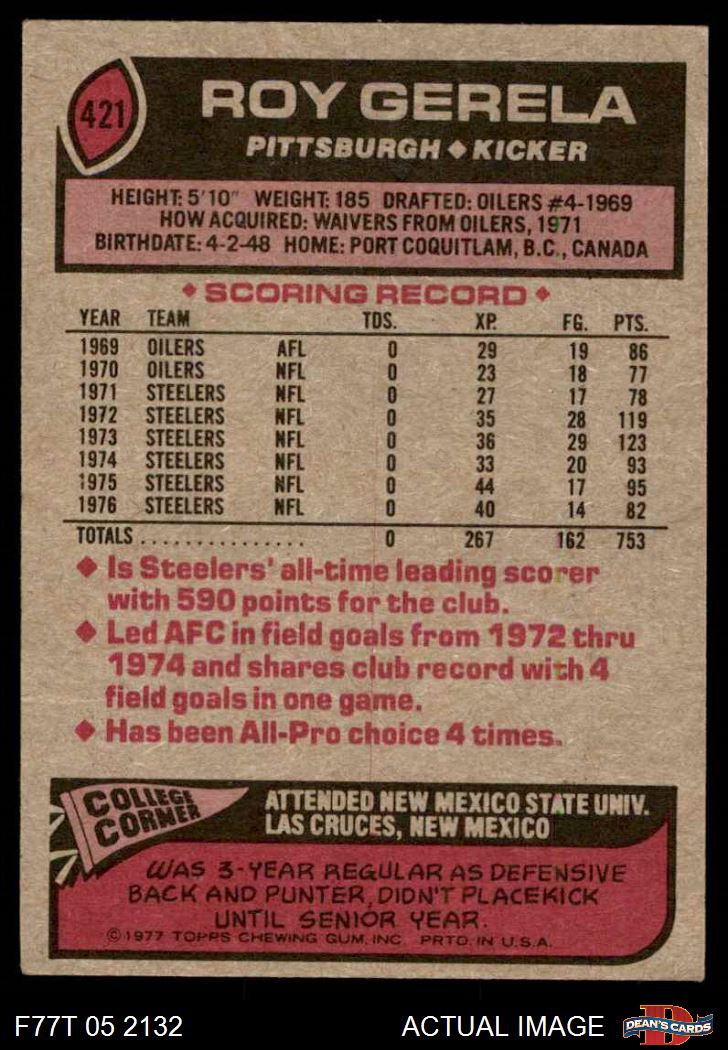 421
ROY GERELA
PITTSBURGH ♦ KICKER
HEIGHT: 5'10" WEIGHT: 185 DRAFTED: OILERS #4-1969
HOW ACQUIRED: WAIVERS FROM OILERS, 1971
BIRTHDATE: 4-2-48 HOME: PORT COQUITLAM, B.C., CANADA
♦ SCORING RECORD ♦
YEAR TEAM TDS. XP. FG. PTS.
1969 OILERS AFL 0 29 19 86
1970 OILERS NFL 0 23 18 77
1971 STEELERS NFL 0 27 17 78
1972 STEELERS NFL 0 35 28 119
1973 STEELERS NFL 0 36 29 123
1974 STEELERS NFL 0 33 20 93
1975 STEELERS NFL 0 44 17 95
1976 STEELERS NFL 0 40 14 82
TOTALS ............... 0 267 162 753
♦ Is Steelers' all-time leading scorer
with 590 points for the club.
♦ Led AFC in field goals from 1972 thru
1974 and shares club record with 4
field goals in one game.
♦ Has been All-Pro choice 4 times.
COLLEGE
CORNER
ATTENDED NEW MEXICO STATE UNIV.
LAS CRUCES, NEW MEXICO
WAS 3-YEAR REGULAR AS DEFENSIVE
BACK AND PUNTER, DIDN'T PLACEKICK
UNTIL SENIOR YEAR.
©1977 TOPPS CHEWING GUM, INC. PRTD. IN U.S.A.
F77T 05 2132
ACTUAL IMAGE
D
DEAN'S CARDS